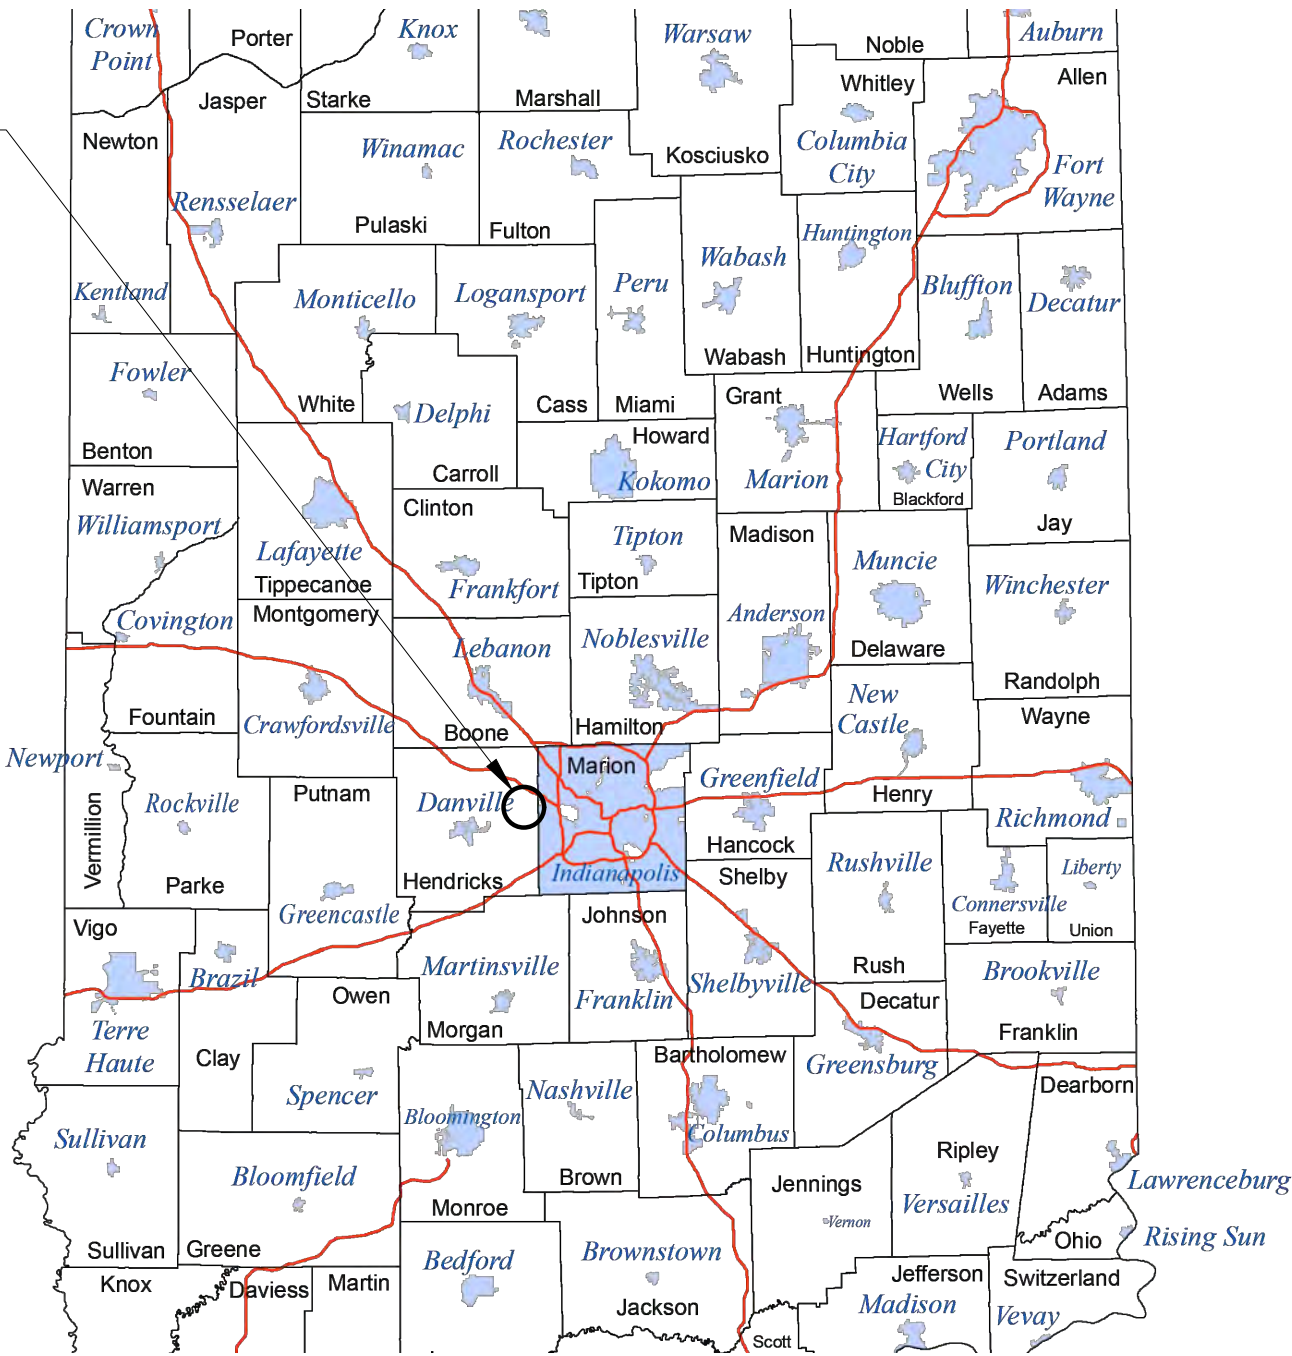 Crown
Point
Porter
Knox
Warsaw
Noble
Auburn
Jasper
Starke
Marshall
Whitley
Allen
Newton
Winamac
Rochester
Kosciusko
Columbia
City
Fort
Wayne
Rensselaer
Pulaski
Fulton
Huntington
Wabash
Kentland
Monticello
Logansport
Peru
Bluffton
Decatur
Wabash
Huntington
Fowler
White
Delphi
Cass
Miami
Grant
Wells
Adams
Benton
Carroll
Howard
Kokomo
Marion
Hartford
City
Blackford
Portland
Warren
Williamsport
Clinton
Lafayette
Tippecanoe
Frankfort
Tipton
Tipton
Madison
Muncie
Jay
Winchester
Covington
Montgomery
Lebanon
Noblesville
Anderson
Delaware
Randolph
Fountain
Crawfordsville
Boone
Hamilton
New
Castle
Wayne
Newport
Vermillion
Rockville
Putnam
Danville
Marion
Greenfield
Henry
Richmond
Parke
Greencastle
Hendricks
Indianapolis
Hancock
Shelby
Rushville
Connersville
Fayette
Liberty
Union
Vigo
Brazil
Martinsville
Johnson
Franklin
Shelbyville
Rush
Brookville
Terre
Haute
Owen
Morgan
Decatur
Franklin
Clay
Spencer
Bartholomew
Greensburg
Dearborn
Sullivan
Bloomington
Nashville
Columbus
Bloomfield
Monroe
Brown
Jennings
Vernon
Ripley
Versailles
Lawrenceburg
Sullivan
Greene
Bedford
Brownstown
Ohio
Rising Sun
Knox
Daviess
Martin
Jackson
Jefferson
Madison
Switzerland
Vevay
Scott